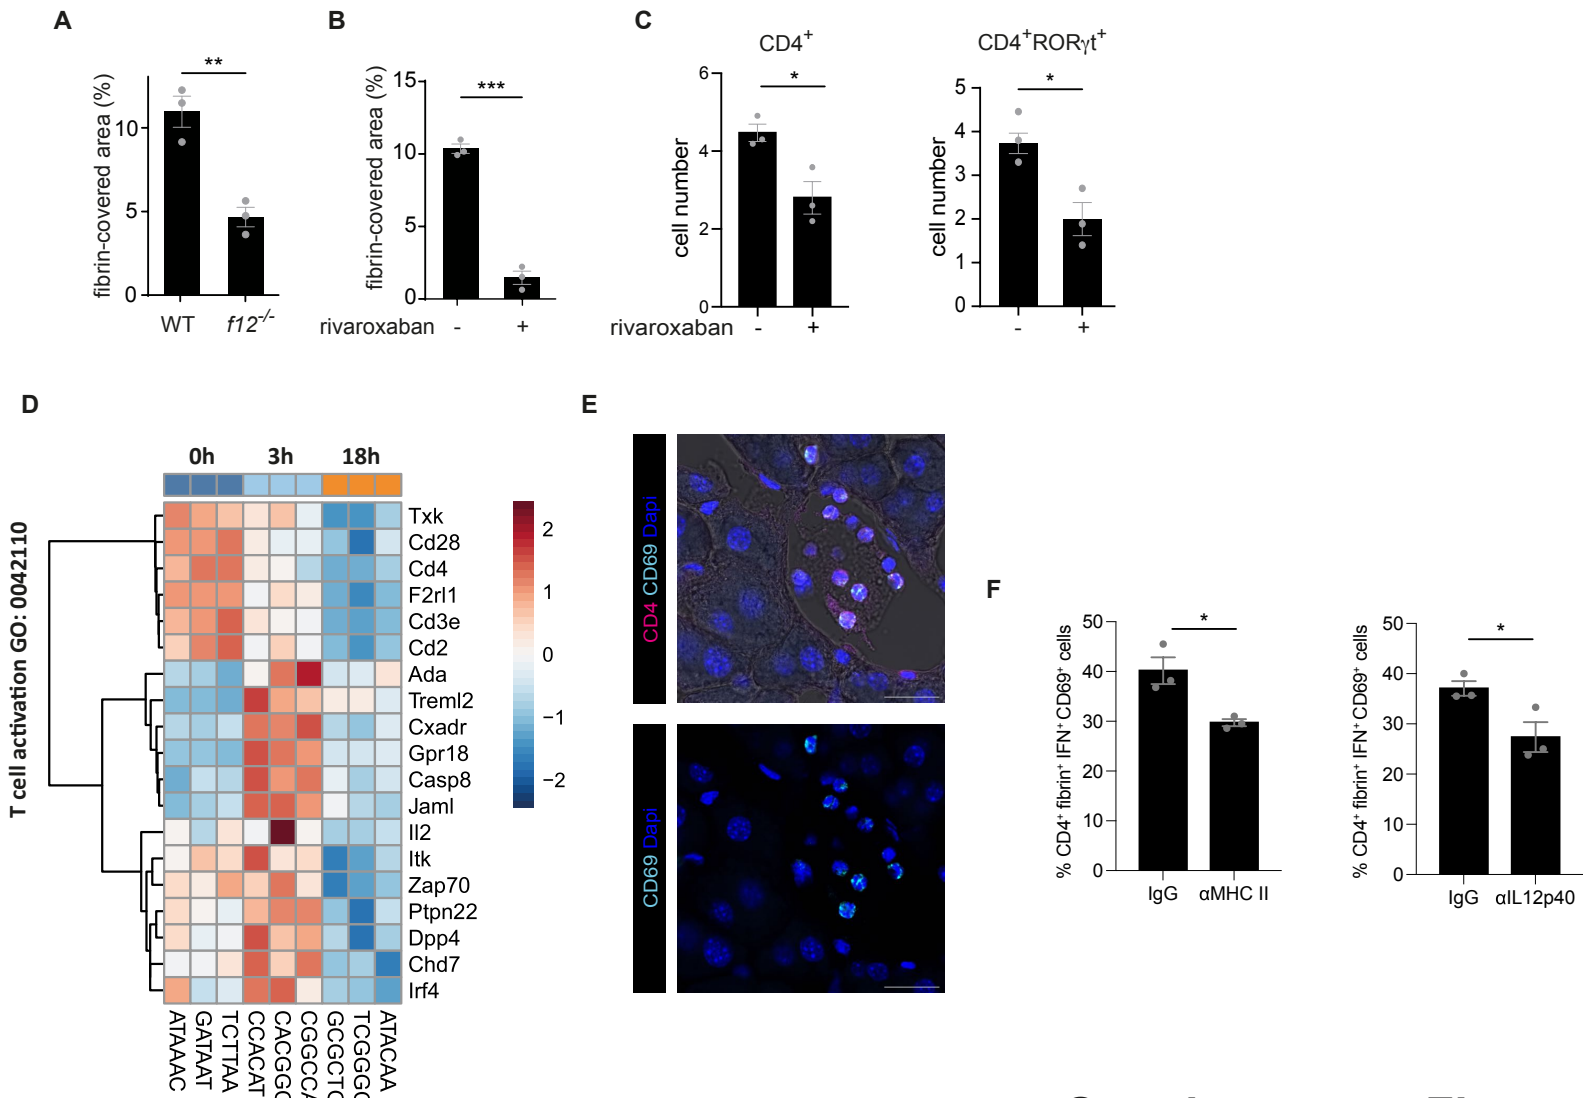 A
**
fibrin-covered area (%)
10
5
0
WT
f12-/-
B
***
fibrin-covered area (%)
15
10
5
0
rivaroxaban
-
+
C
CD4+
*
cell number
6
4
2
0
rivaroxaban
-
+
CD4+RORγt+
*
cell number
5
4
3
2
1
0
-
+
D
T cell activation GO: 0042110
0h 3h 18h
Txk
Cd28
Cd4
F2rl1
Cd3e
Cd2
Ada
Treml2
Cxadr
Gpr18
Casp8
Jaml
Il2
Itk
Zap70
Ptpn22
Dpp4
Chd7
Irf4
2
1
0
−1
−2
ATAAAC
GATAAT
TCTTAA
CCACAT
CACGGC
CGGCCA
GCGCTC
TCGGGC
ATACAA
E
CD4 CD69 Dapi
CD69 Dapi
F
*
% CD4+ fibrin+ IFN+ CD69+ cells
50
40
30
20
10
0
IgG
αMHC II
*
% CD4+ fibrin+ IFN+ CD69+ cells
50
40
30
20
10
0
IgG
αIL12p40